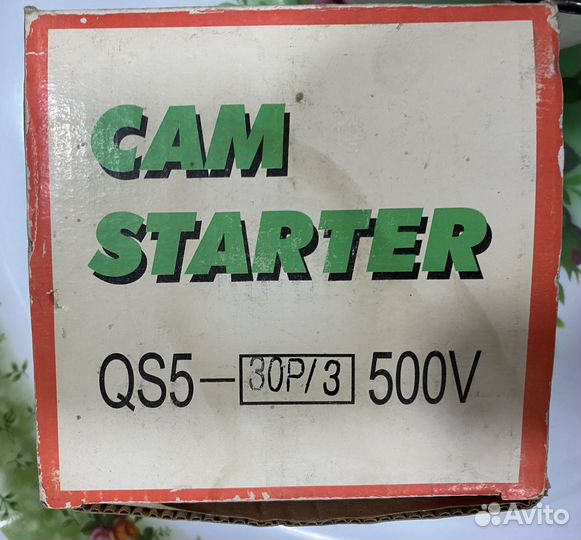 CAM
STARTER
QS5-30P/3 500V
Avito